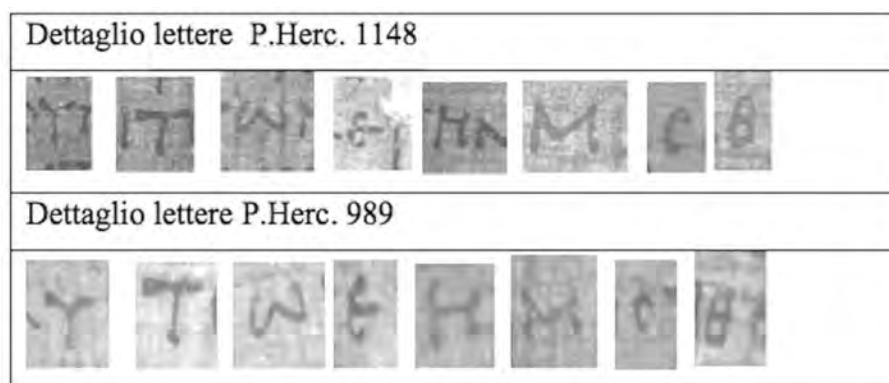 Dettaglio lettere P.Herc. 1148
Υ Τ Ω Ε Η Μ Ϲ Θ
Dettaglio lettere P.Herc. 989
Υ Τ Ω Ε Η Μ Ϲ Θ